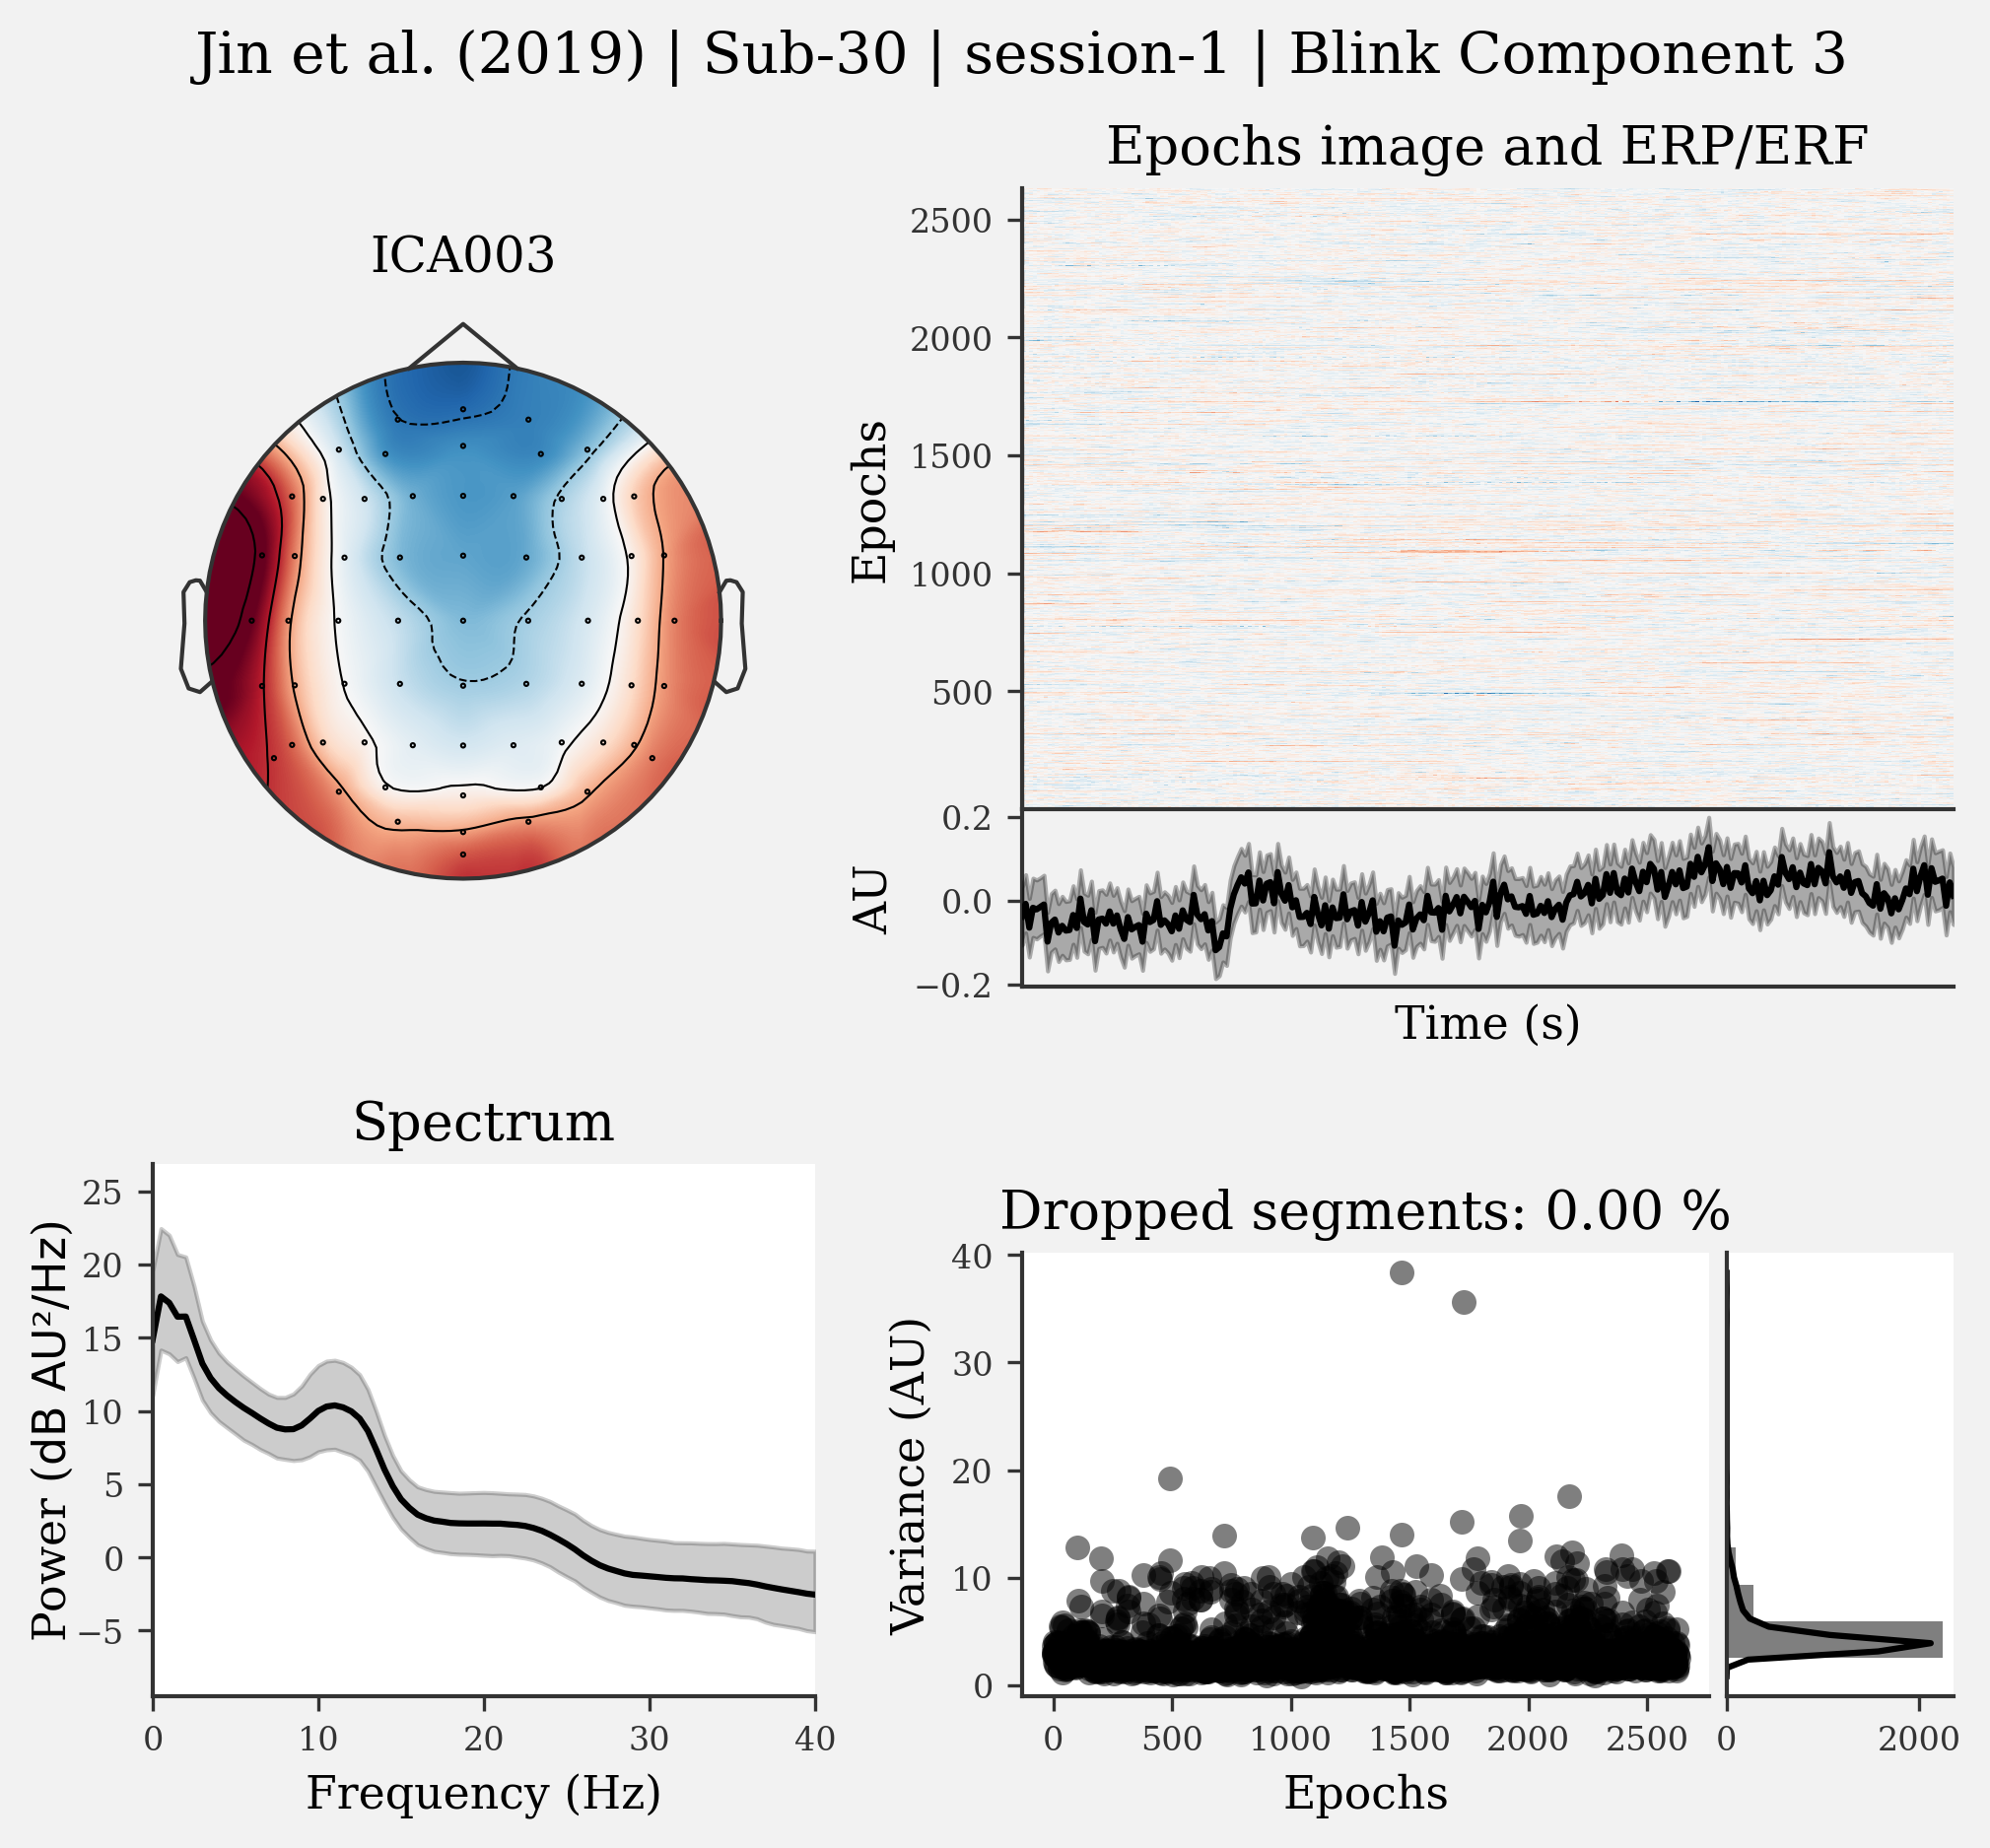 Jin et al. (2019) | Sub-30 | session-1 | Blink Component 3
ICA003
Epochs image and ERP/ERF
2500
2000
1500
1000
500
Epochs
0.2
0.0
−0.2
AU
Time (s)
Spectrum
25
20
15
10
5
0
−5
Power (dB AU²/Hz)
0 10 20 30 40
Frequency (Hz)
Dropped segments: 0.00 %
40
30
20
10
0
Variance (AU)
0 500 1000 1500 2000 2500
Epochs
0 2000